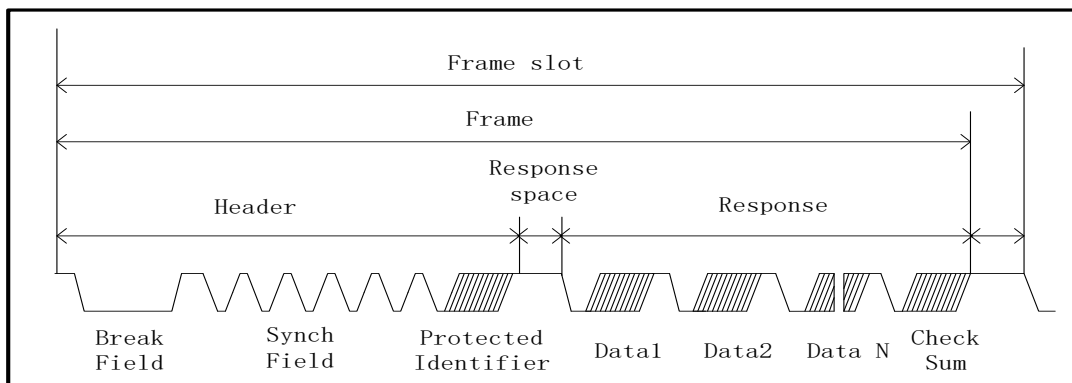 Frame slot
Frame
Response
space
Header
Response
Break
Field
Synch
Field
Protected
Identifier
Data1
Data2
Data N
Check
Sum